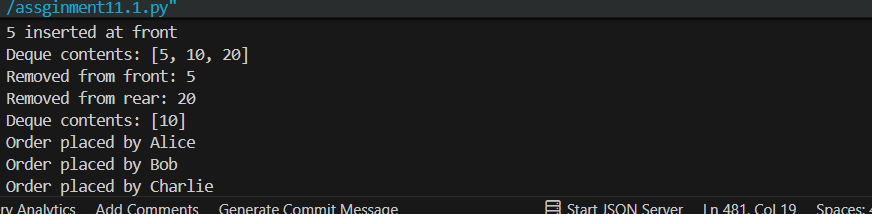 /assginment11.1.py"
5 inserted at front
Deque contents: [5, 10, 20]
Removed from front: 5
Removed from rear: 20
Deque contents: [10]
Order placed by Alice
Order placed by Bob
Order placed by Charlie
ry Analytics Add Comments Generate Commit Message Start JSON Server Ln 481, Col 19 Spaces: